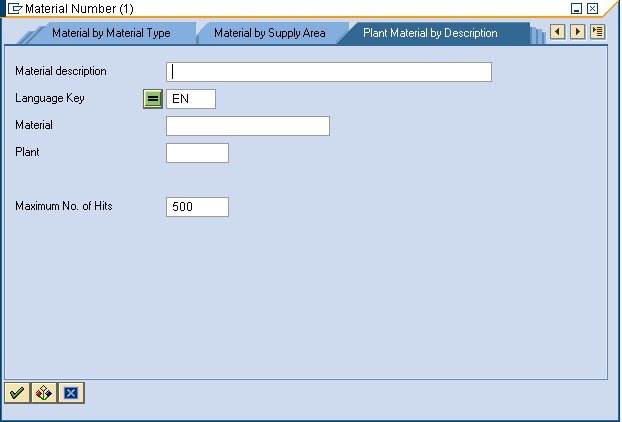 Material Number (1)
Material by Material Type
Material by Supply Area
Plant Material by Description
Material description
Language Key
EN
Material
Plant
Maximum No. of Hits
500